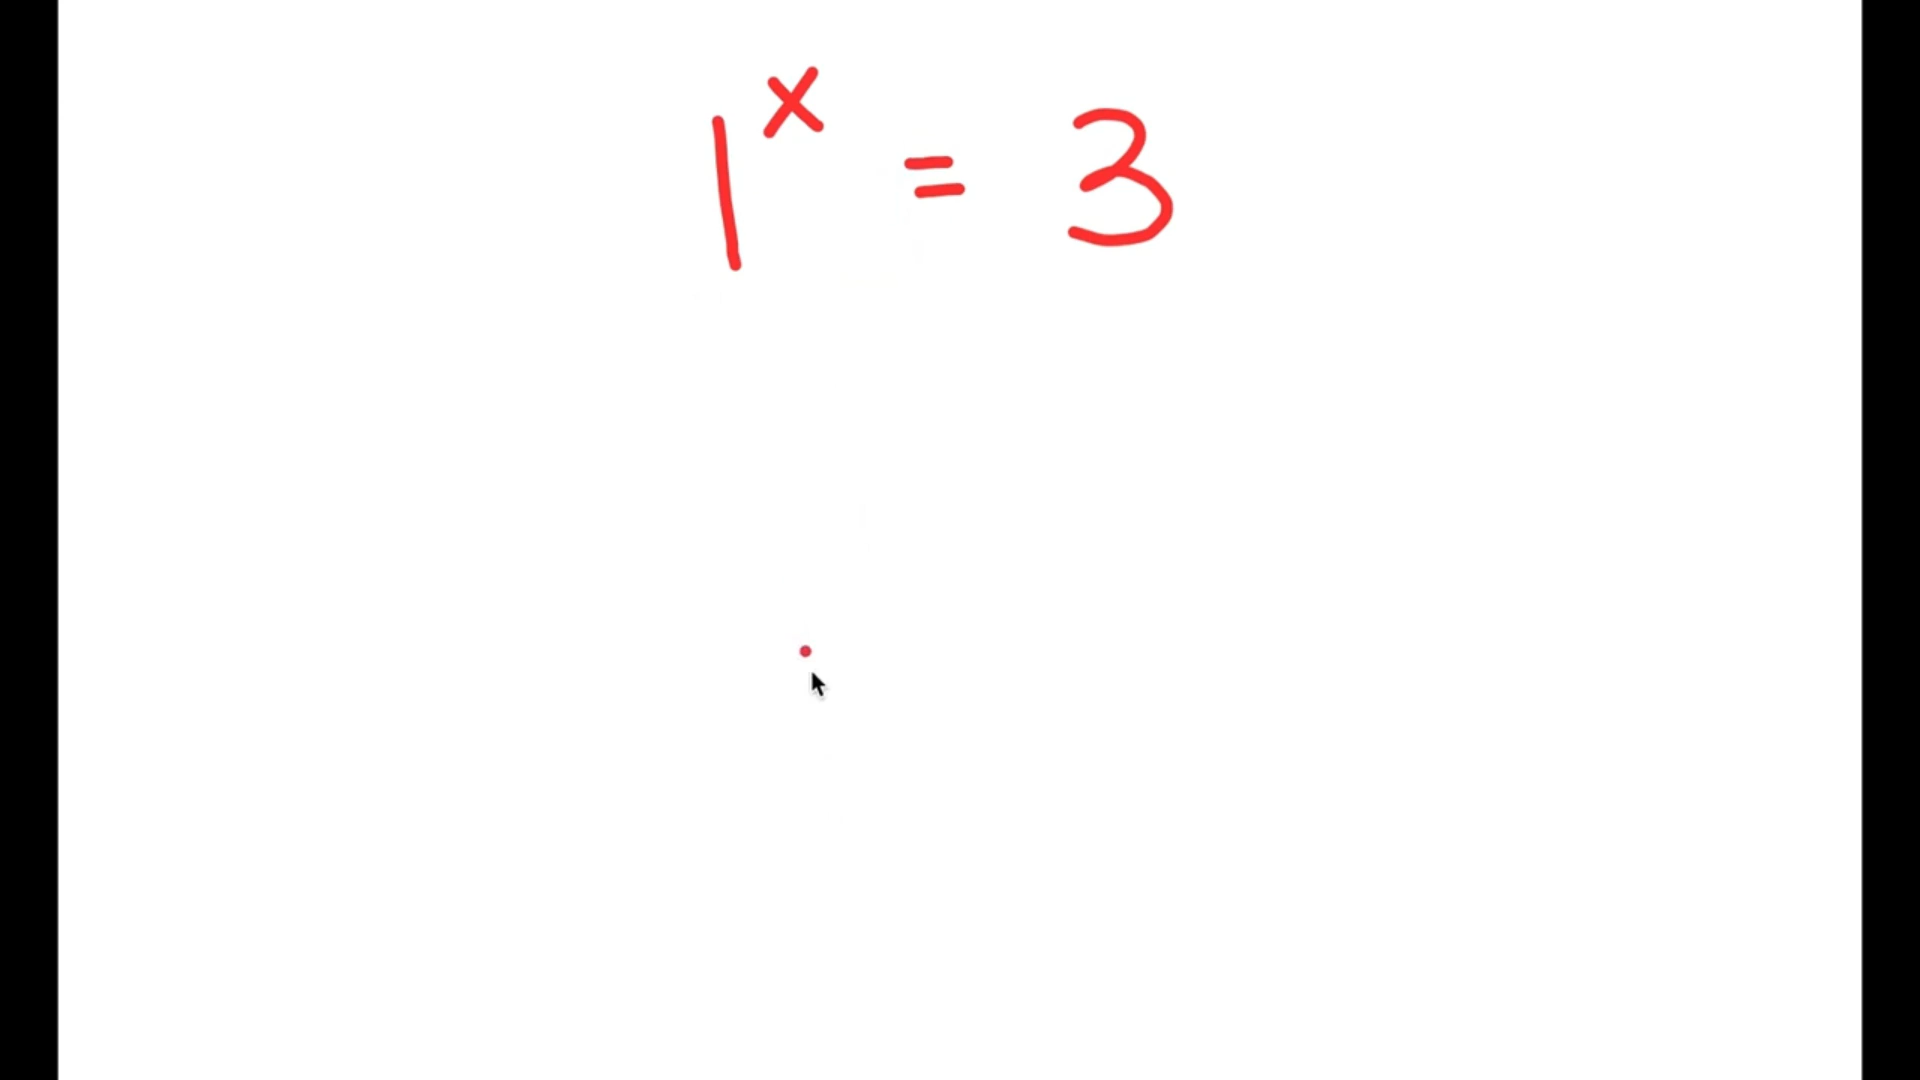 1^x = 3